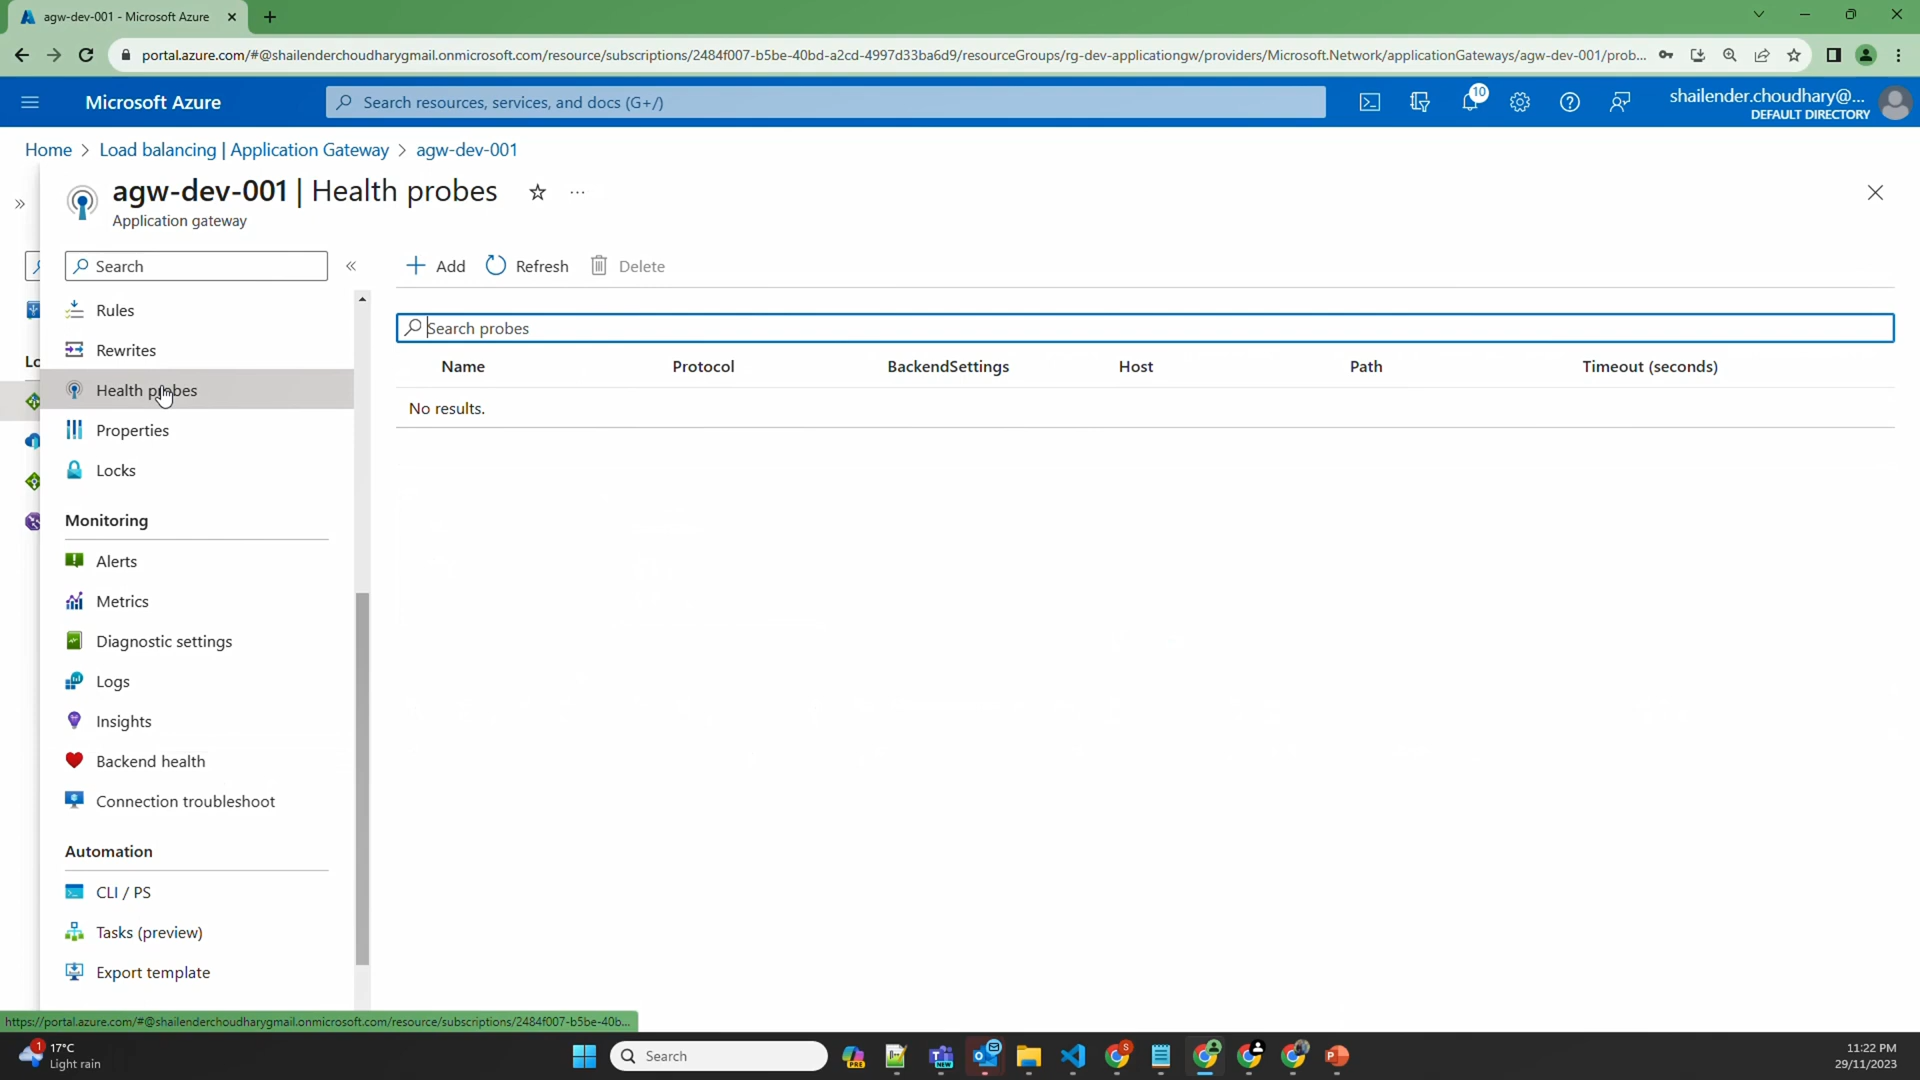 agw-dev-001 - Microsoft Azure
portal.azure.com/#@shailenderchoudharygmail.onmicrosoft.com/resource/subscriptions/2484f007-b5be-40bd-a2cd-4997d33ba6d9/resourceGroups/rg-dev-applicationgw/providers/Microsoft.Network/applicationGateways/agw-dev-001/prob...
Microsoft Azure
Search resources, services, and docs (G+/)
10
shailender.choudhary@...
DEFAULT DIRECTORY
Home > Load balancing | Application Gateway > agw-dev-001
agw-dev-001 | Health probes
Application gateway
Search
Add
Refresh
Delete
Search probes
Name
Protocol
BackendSettings
Host
Path
Timeout (seconds)
No results.
Lo
Rules
Rewrites
Health probes
Properties
Locks
Monitoring
Alerts
Metrics
Diagnostic settings
Logs
Insights
Backend health
Connection troubleshoot
Automation
CLI / PS
Tasks (preview)
Export template
https://portal.azure.com/#@shailenderchoudharygmail.onmicrosoft.com/resource/subscriptions/2484f007-b5be-40b...
1
17°C
Light rain
Search
PRE
NEW
S
11:22 PM
29/11/2023